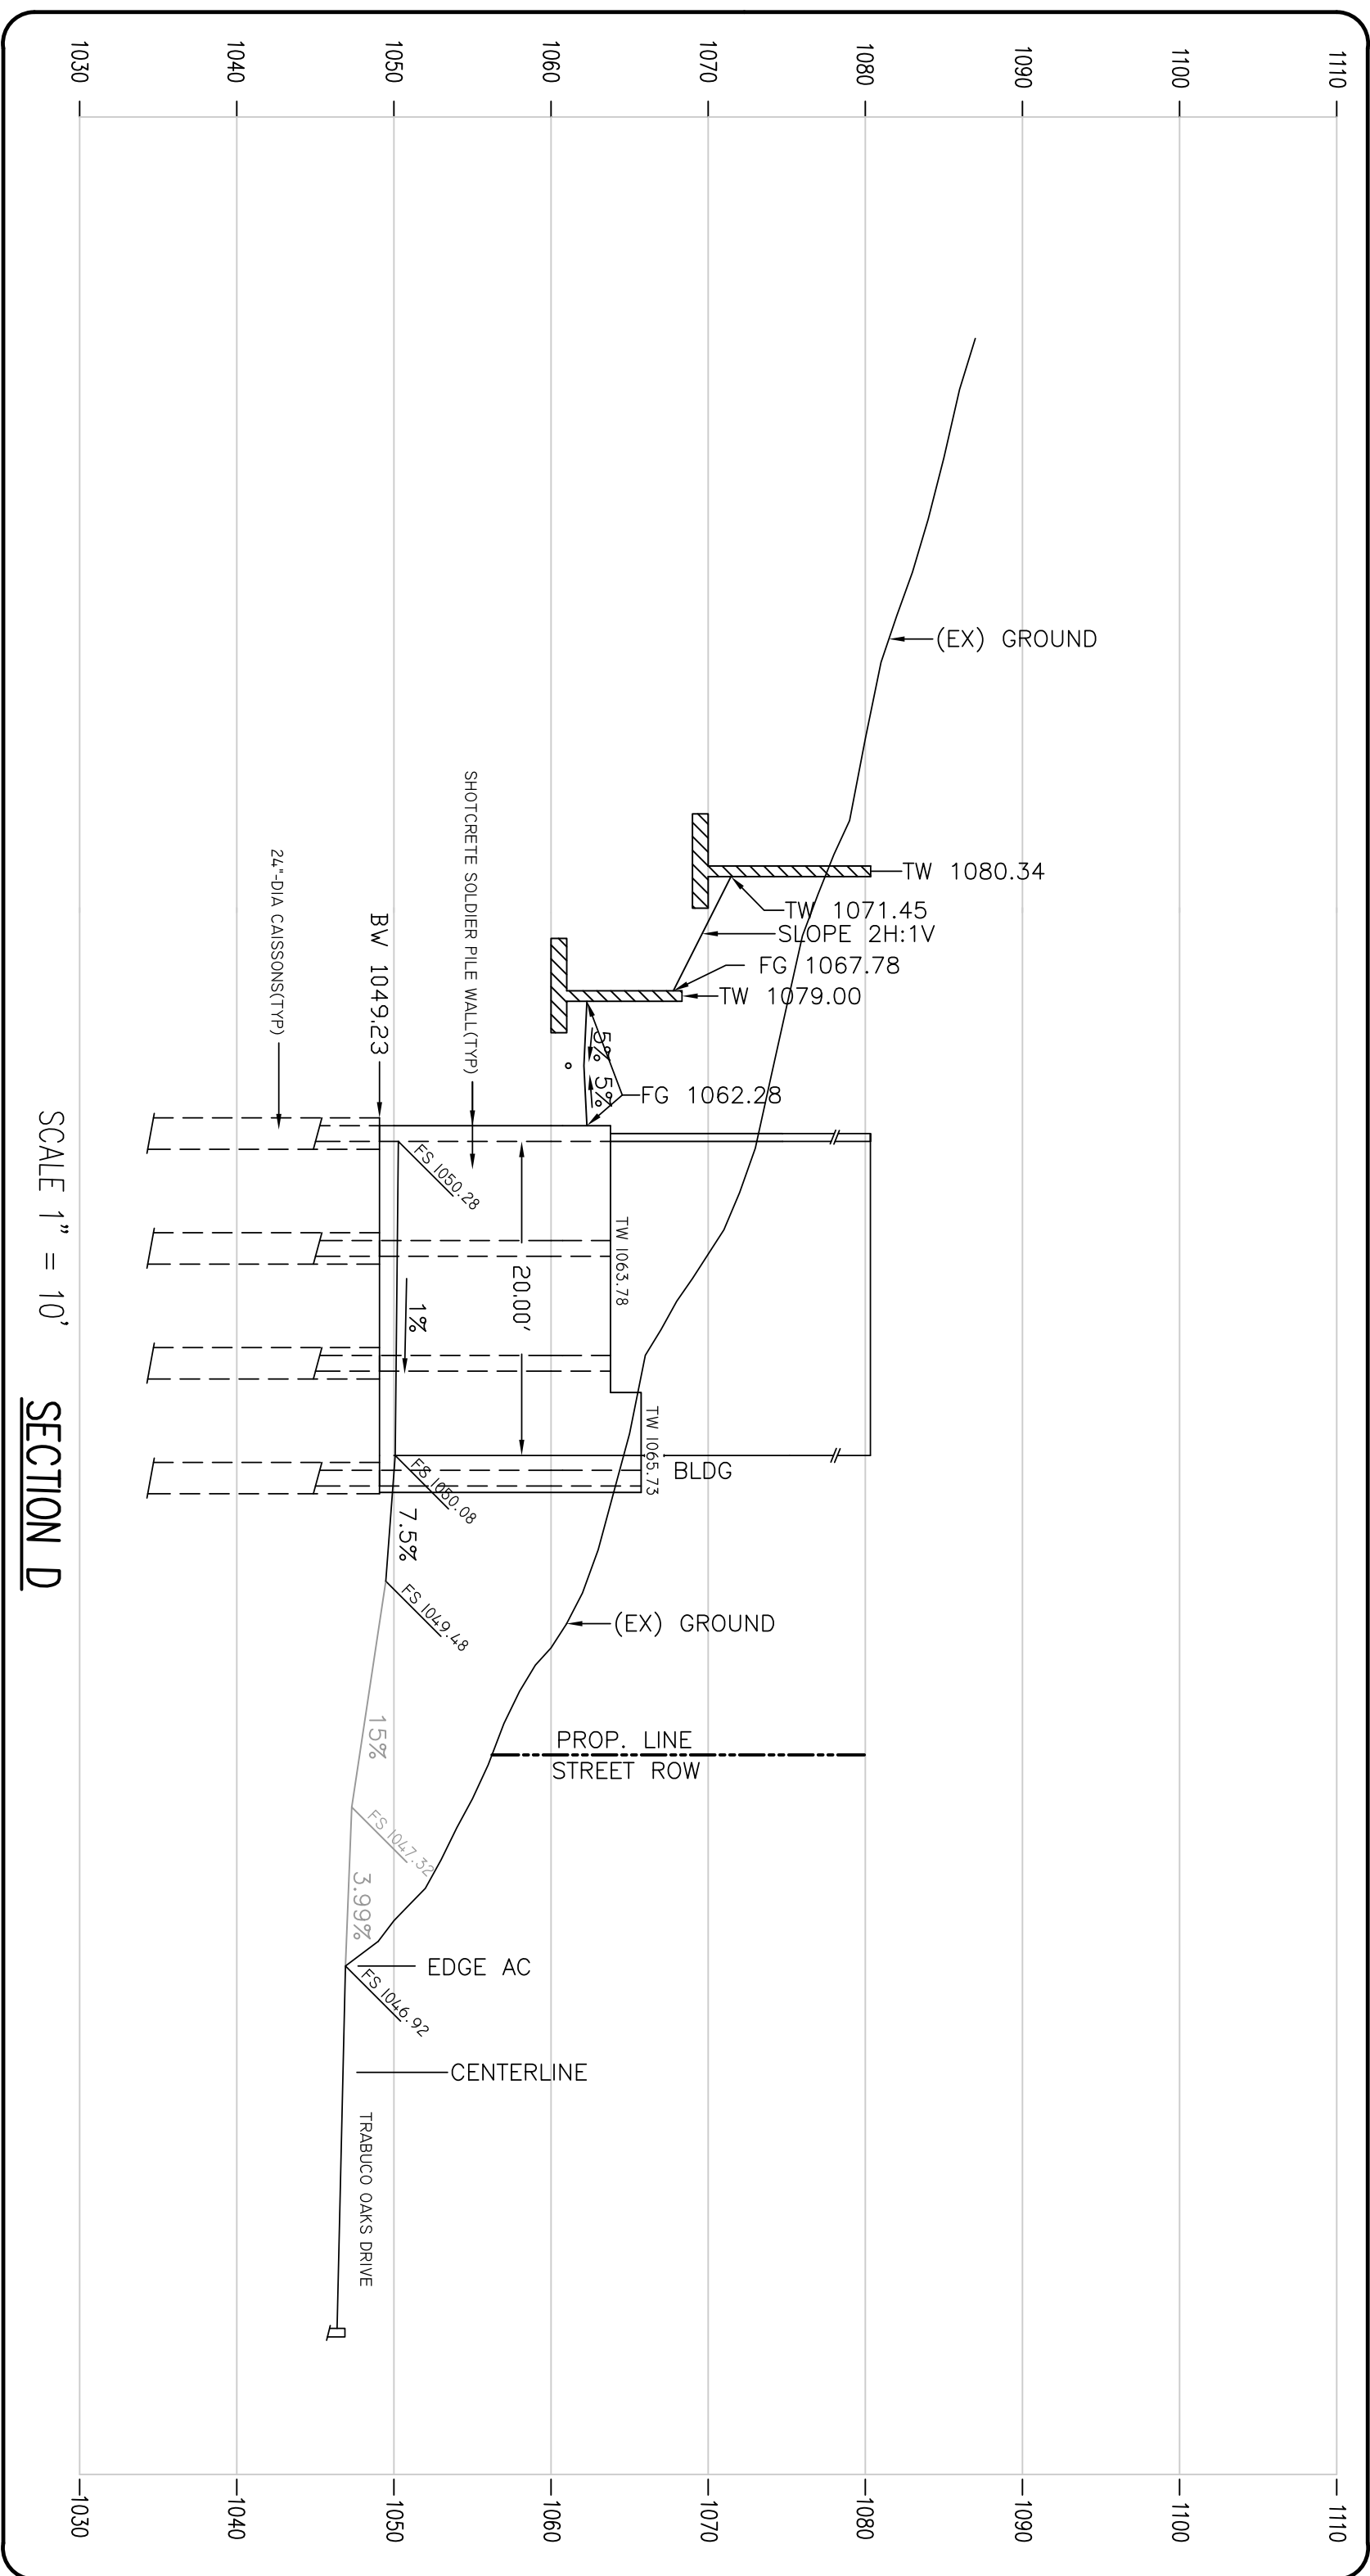 1110
1100
1090
1080
1070
1060
1050
1040
1030
(EX) GROUND
TW 1080.34
TW 1071.45
SLOPE 2H:1V
FG 1067.78
TW 1079.00
FG 1062.28
5%
5%
SHOTCRETE SOLDIER PILE WALL(TYP)
BW 1049.23
24"-DIA CAISSONS(TYP)
FS 1050.28
TW 1063.78
20.00'
1%
TW 1065.73
BLDG
FS 1050.08
7.5%
FS 1049.48
(EX) GROUND
15%
PROP. LINE
STREET ROW
FS 1047.32
3.99%
EDGE AC
FS 1046.92
CENTERLINE
TRABUCO OAKS DRIVE
1110
1100
1090
1080
1070
1060
1050
1040
1030
SCALE 1" = 10'
SECTION D